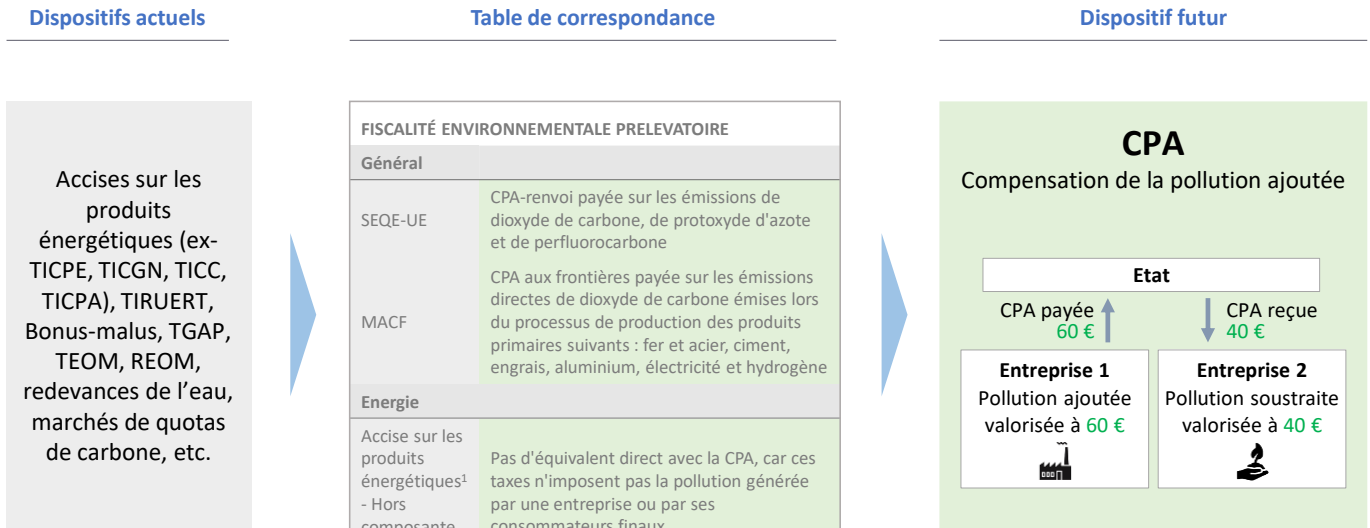 Dispositifs actuels
Table de correspondance
Dispositif futur
Accises sur les
produits
énergétiques (ex-
TICPE, TICGN, TICC,
TICPA), TIRUERT,
Bonus-malus, TGAP,
TEOM, REOM,
redevances de l’eau,
marchés de quotas
de carbone, etc.
FISCALITÉ ENVIRONNEMENTALE PRELEVATOIRE
Général
SEQE-UE
CPA-renvoi payée sur les émissions de
dioxyde de carbone, de protoxyde d'azote
et de perfluorocarbone
MACF
CPA aux frontières payée sur les émissions
directes de dioxyde de carbone émises lors
du processus de production des produits
primaires suivants : fer et acier, ciment,
engrais, aluminium, électricité et hydrogène
Energie
Accise sur les
produits
énergétiques¹
- Hors
composante
Pas d'équivalent direct avec la CPA, car ces
taxes n'imposent pas la pollution générée
par une entreprise ou par ses
consommateurs finaux
CPA
Compensation de la pollution ajoutée
Etat
CPA payée
60 €
CPA reçue
40 €
Entreprise 1
Pollution ajoutée
valorisée à 60 €
Entreprise 2
Pollution soustraite
valorisée à 40 €